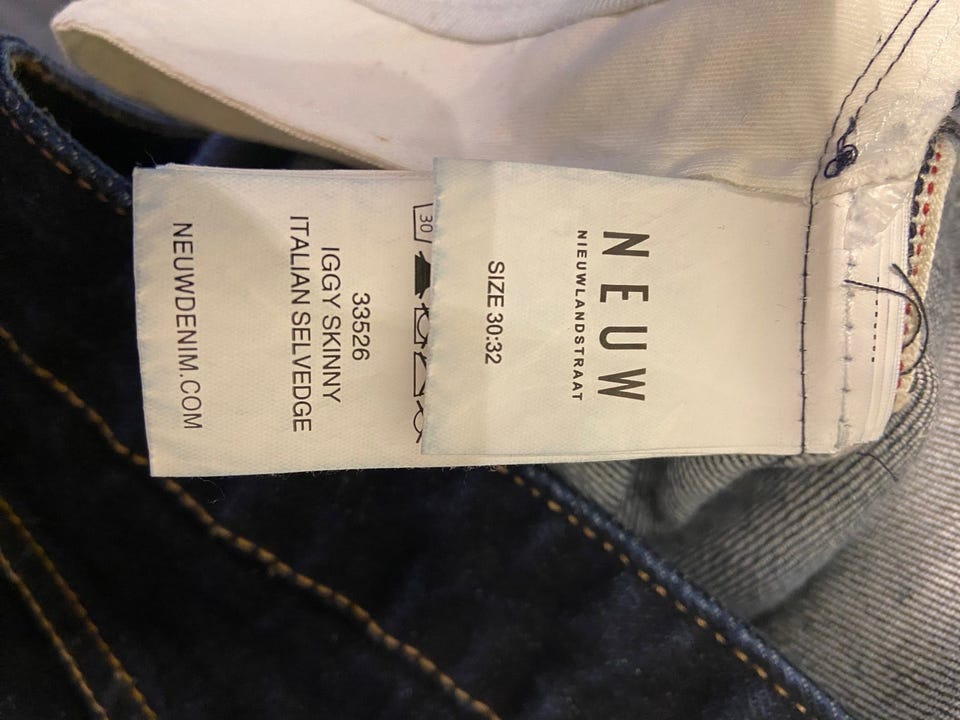 NEUW
NIEUWLANDSTRAAT
SIZE 30:32
30
33526
IGGY SKINNY
ITALIAN SELVEDGE
NEUWDENIM.COM